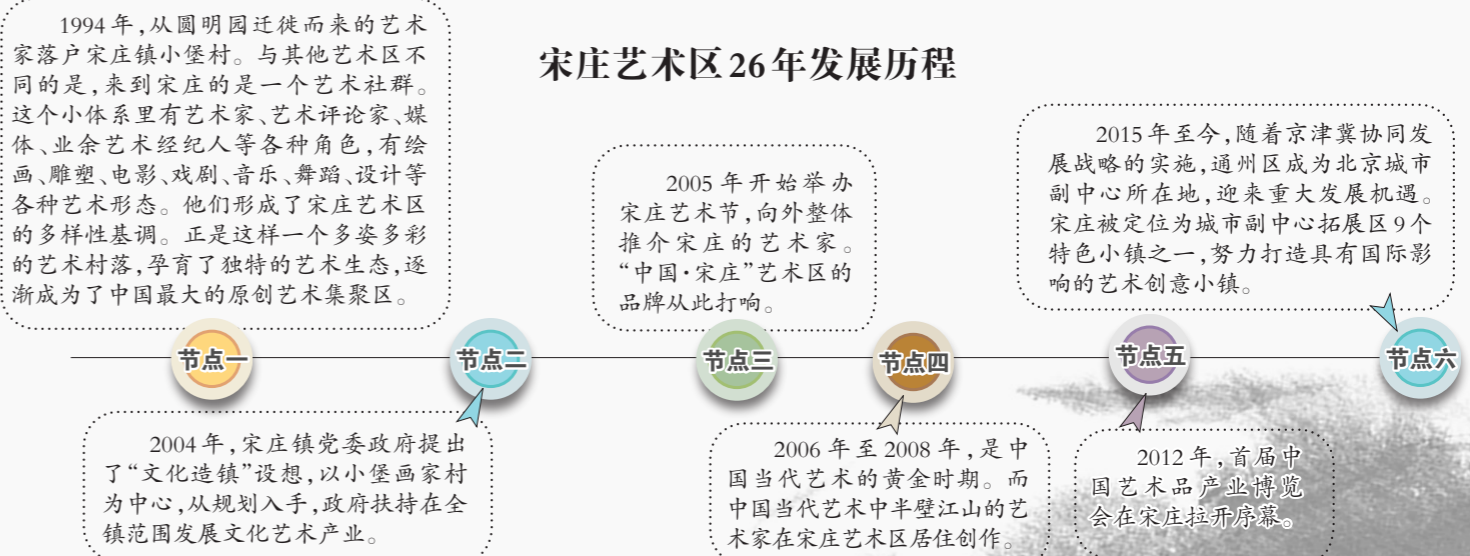 宋庄艺术区26年发展历程
1994年，从圆明园迁徙而来的艺术
家落户宋庄镇小堡村。与其他艺术区不
同的是，来到宋庄的是一个艺术社群。
这个小体系里有艺术家、艺术评论家、媒
体、业余艺术经纪人等各种角色，有绘
画、雕塑、电影、戏剧、音乐、舞蹈、设计等
各种艺术形态。他们形成了宋庄艺术区
的多样性基调。正是这样一个多姿多彩
的艺术村落，孕育了独特的艺术生态，逐
渐成为了中国最大的原创艺术集聚区。
节点一
节点二
2004年，宋庄镇党委政府提出
了“文化造镇”设想，以小堡画家村
为中心，从规划入手，政府扶持在全
镇范围发展文化艺术产业。
2005年开始举办
宋庄艺术节，向外整体
推介宋庄的艺术家。
“中国·宋庄”艺术区的
品牌从此打响。
节点三
节点四
2006年至2008年，是中
国当代艺术的黄金时期。而
中国当代艺术中半壁江山的艺
术家在宋庄艺术区居住创作。
节点五
2012年，首届中
国艺术品产业博览
会在宋庄拉开序幕。
2015年至今，随着京津冀协同发
展战略的实施，通州区成为北京城市
副中心所在地，迎来重大发展机遇。
宋庄被定位为城市副中心拓展区9个
特色小镇之一，努力打造具有国际影
响的艺术创意小镇。
节点六